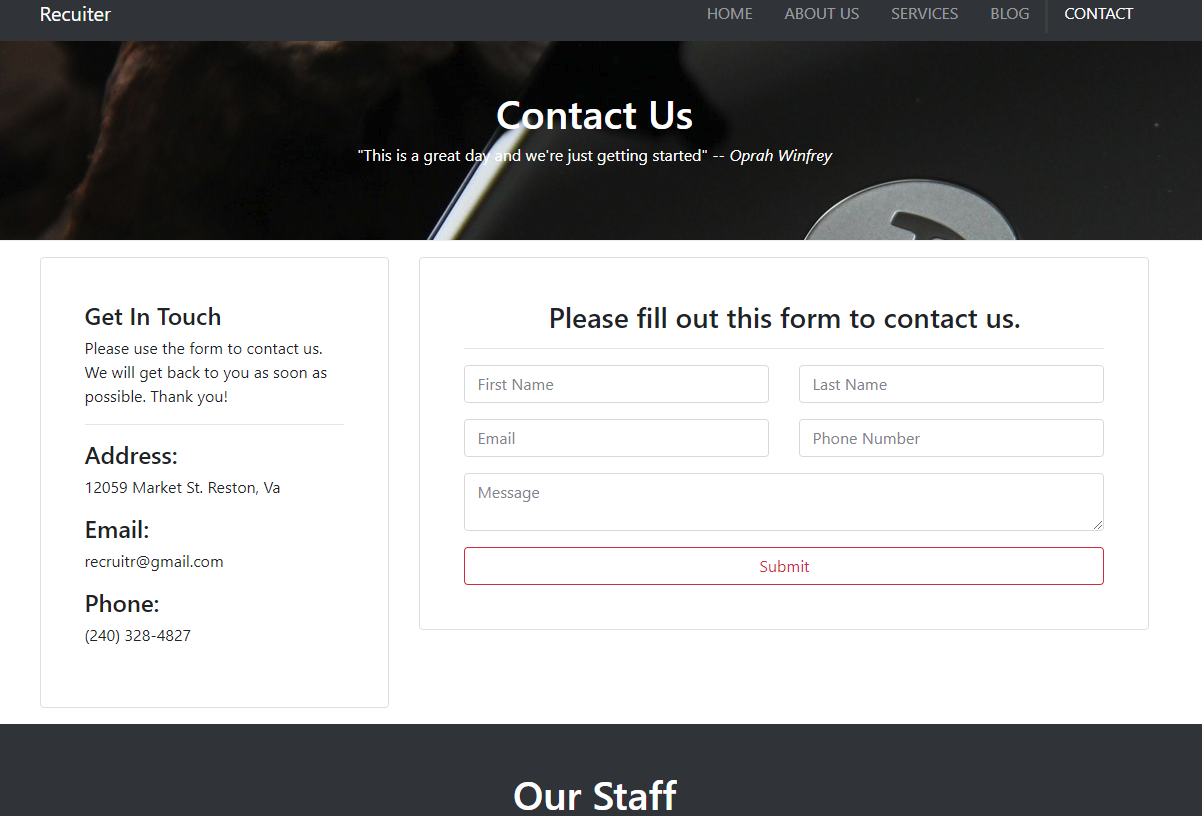 Recuiter
HOME ABOUT US SERVICES BLOG CONTACT
Contact Us
"This is a great day and we're just getting started" -- Oprah Winfrey
Get In Touch
Please use the form to contact us.
We will get back to you as soon as
possible. Thank you!
Address:
12059 Market St. Reston, Va
Email:
recruitr@gmail.com
Phone:
(240) 328-4827
Please fill out this form to contact us.
First Name
Last Name
Email
Phone Number
Message
Submit
Our Staff